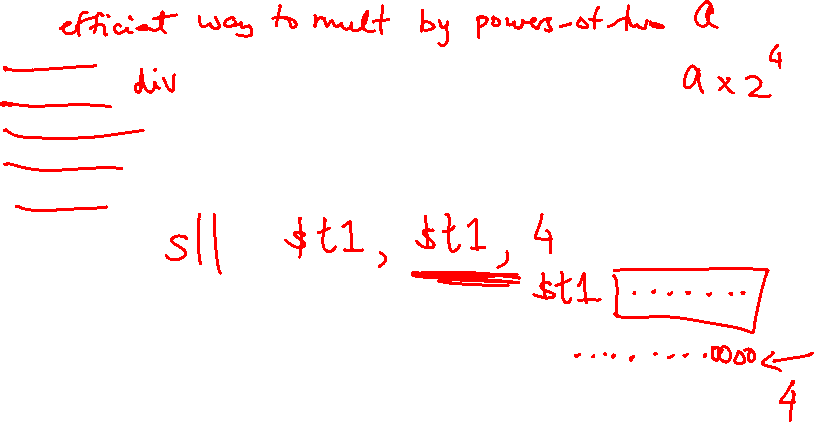 efficient way to mult by powers-of-two a
div
a × 2^4
sll $t1, $t1, 4
$t1 .......
.........0000 ←
4